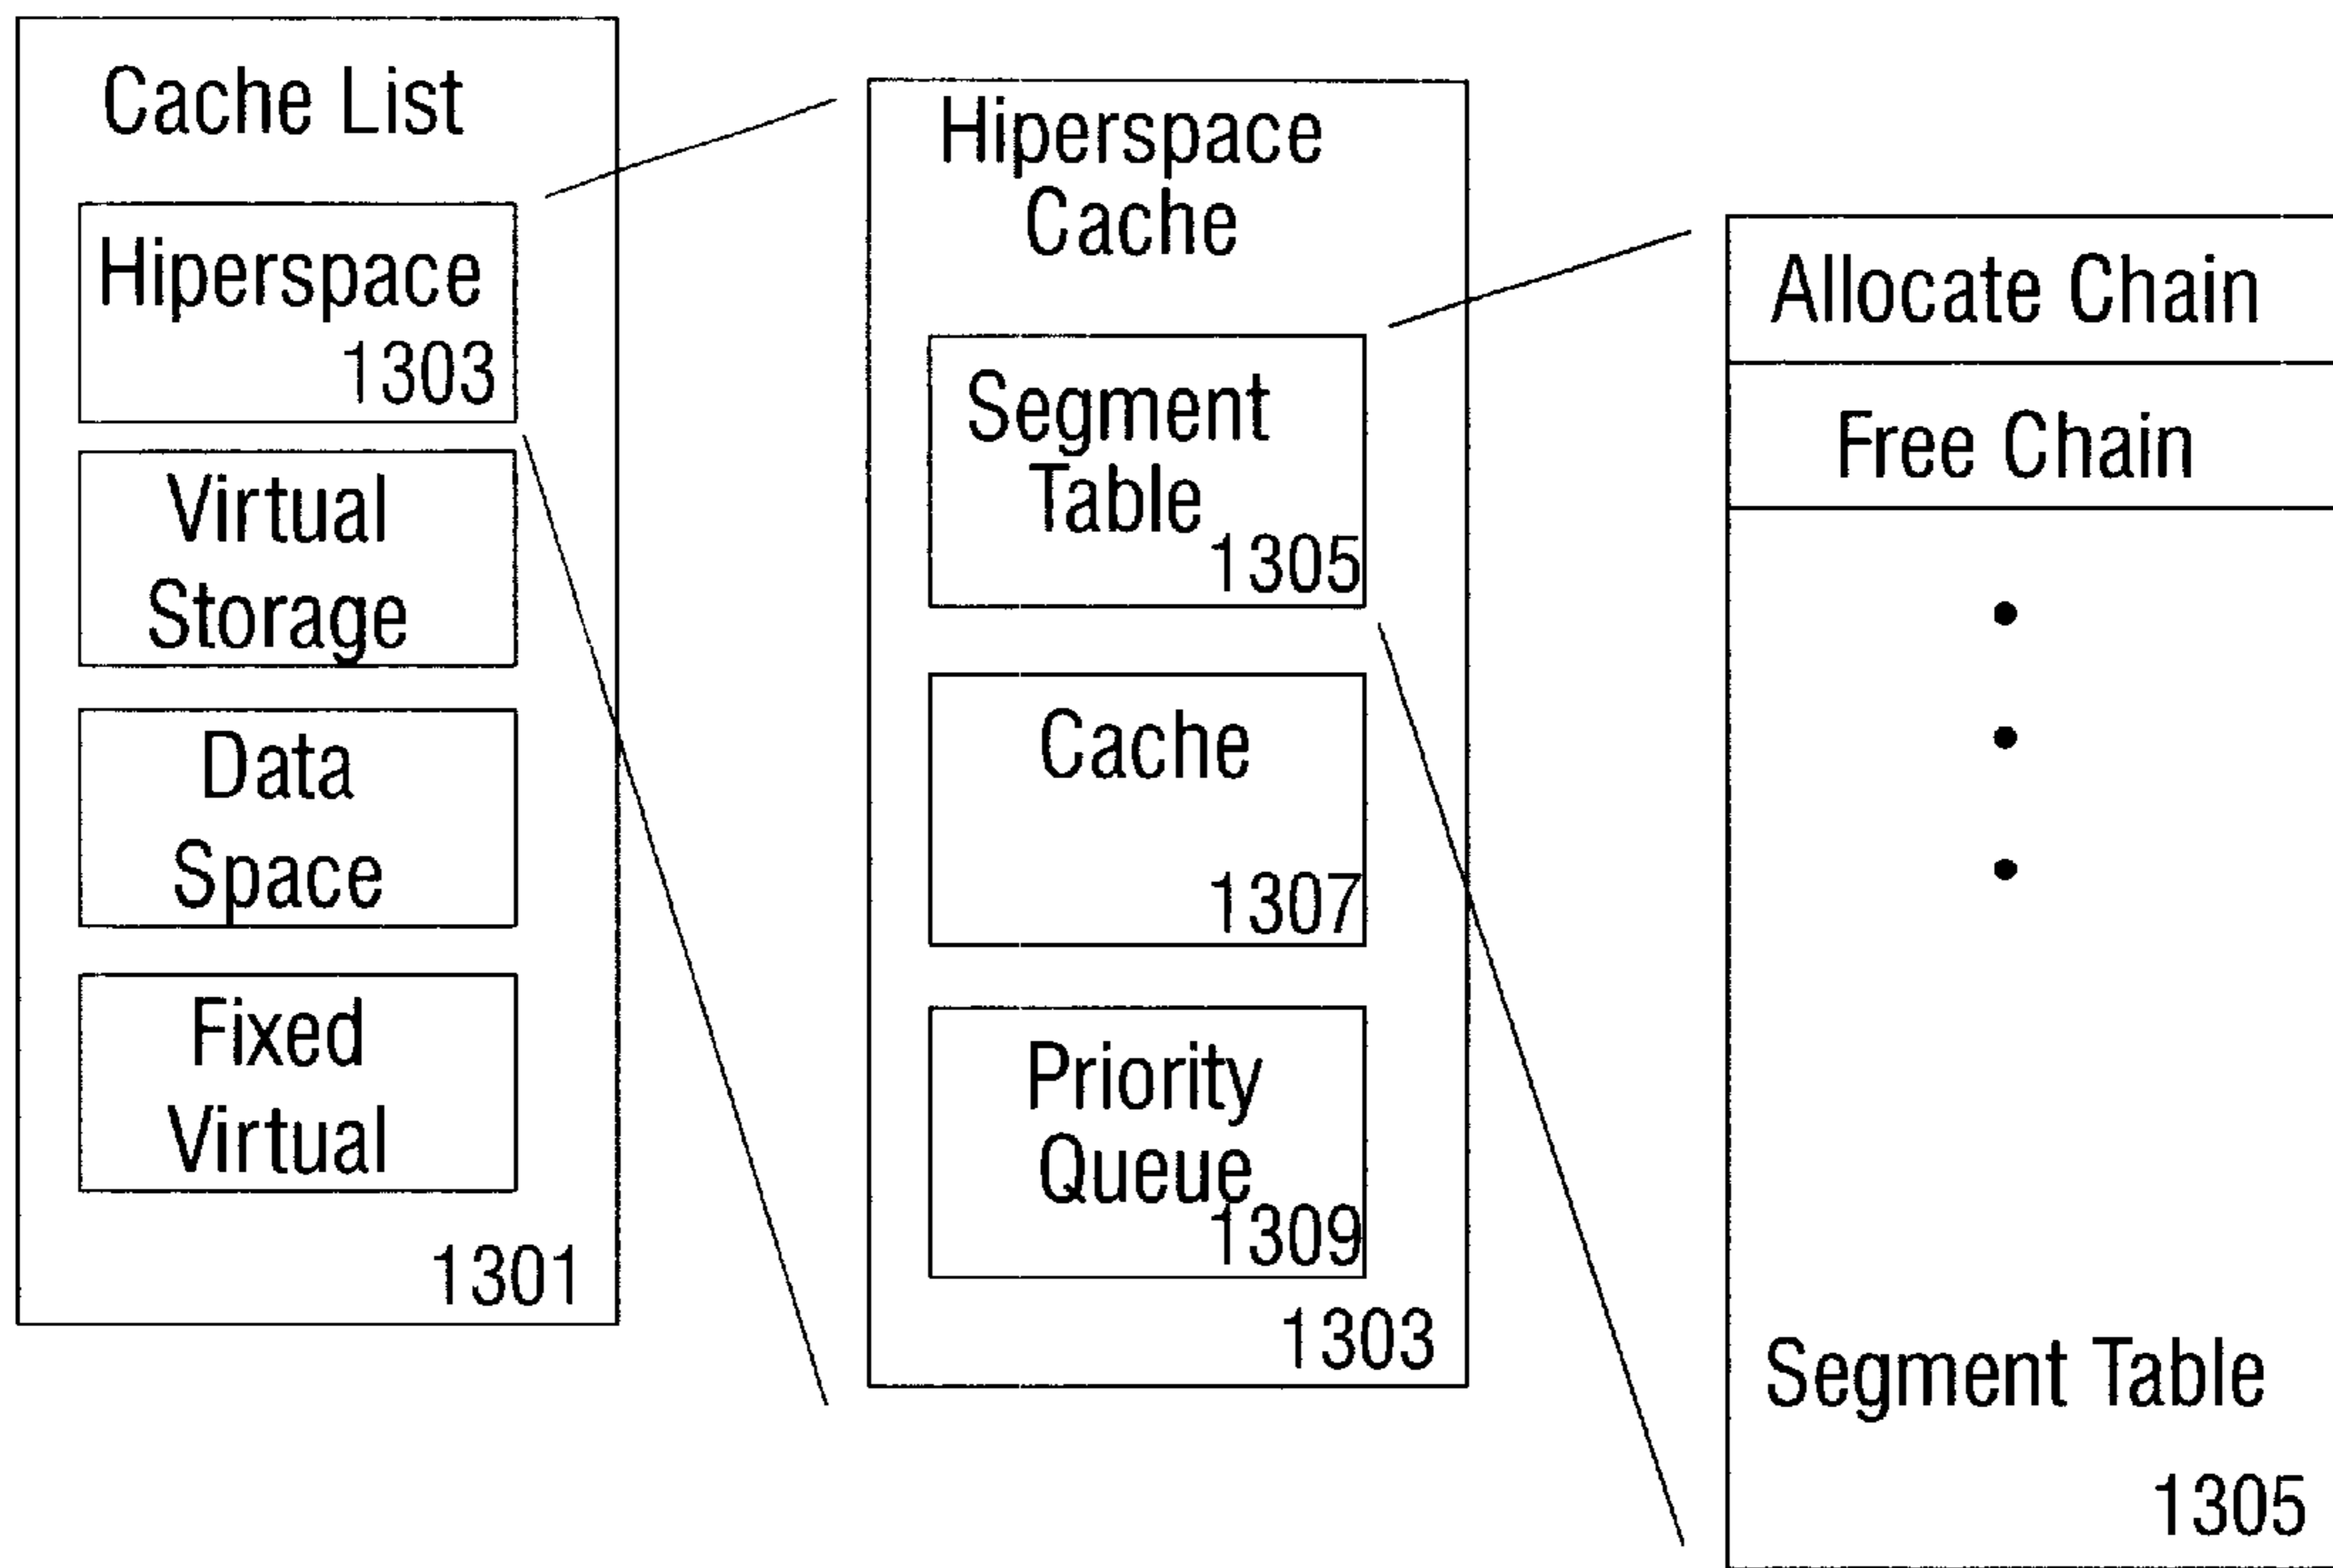 Cache List
Hiperspace
1303
Virtual
Storage
Data
Space
Fixed
Virtual
1301
Hiperspace
Cache
Segment
Table
1305
Cache
1307
Priority
Queue
1309
1303
Allocate Chain
Free Chain
Segment Table
1305